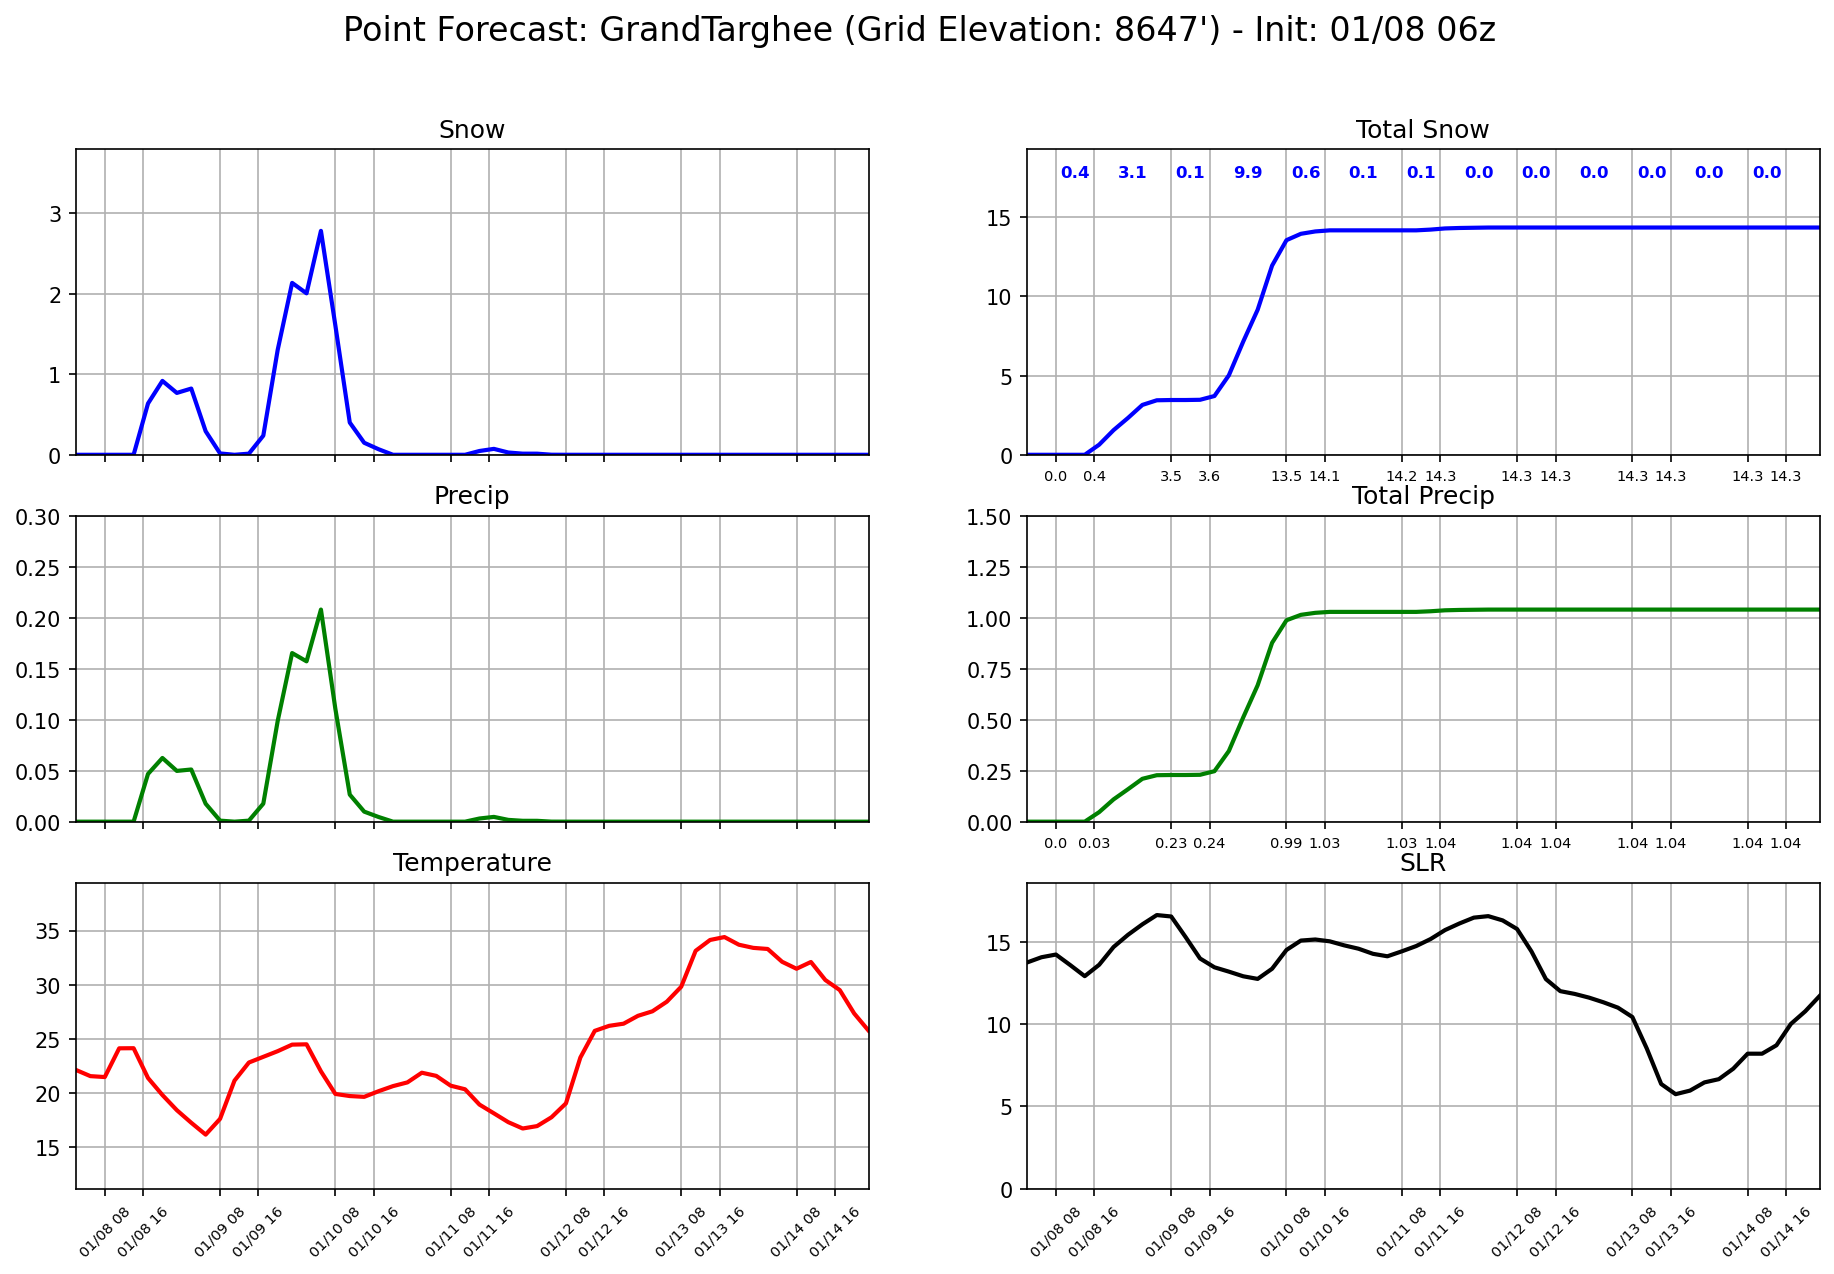 Point Forecast: GrandTarghee (Grid Elevation: 8647') - Init: 01/08 06z
Snow
3
2
1
0
Total Snow
0.4 3.1 0.1 9.9 0.6 0.1 0.1 0.0 0.0 0.0 0.0 0.0 0.0
15
10
5
0
0.0 0.4 3.5 3.6 13.5 14.1 14.2 14.3 14.3 14.3 14.3 14.3 14.3 14.3
Precip
0.30
0.25
0.20
0.15
0.10
0.05
0.00
Total Precip
1.50
1.25
1.00
0.75
0.50
0.25
0.00
0.0 0.03 0.23 0.24 0.99 1.03 1.03 1.04 1.04 1.04 1.04 1.04 1.04 1.04
Temperature
35
30
25
20
15
01/08 08 01/08 16 01/09 08 01/09 16 01/10 08 01/10 16 01/11 08 01/11 16 01/12 08 01/12 16 01/13 08 01/13 16 01/14 08 01/14 16
SLR
15
10
5
0
01/08 08 01/08 16 01/09 08 01/09 16 01/10 08 01/10 16 01/11 08 01/11 16 01/12 08 01/12 16 01/13 08 01/13 16 01/14 08 01/14 16